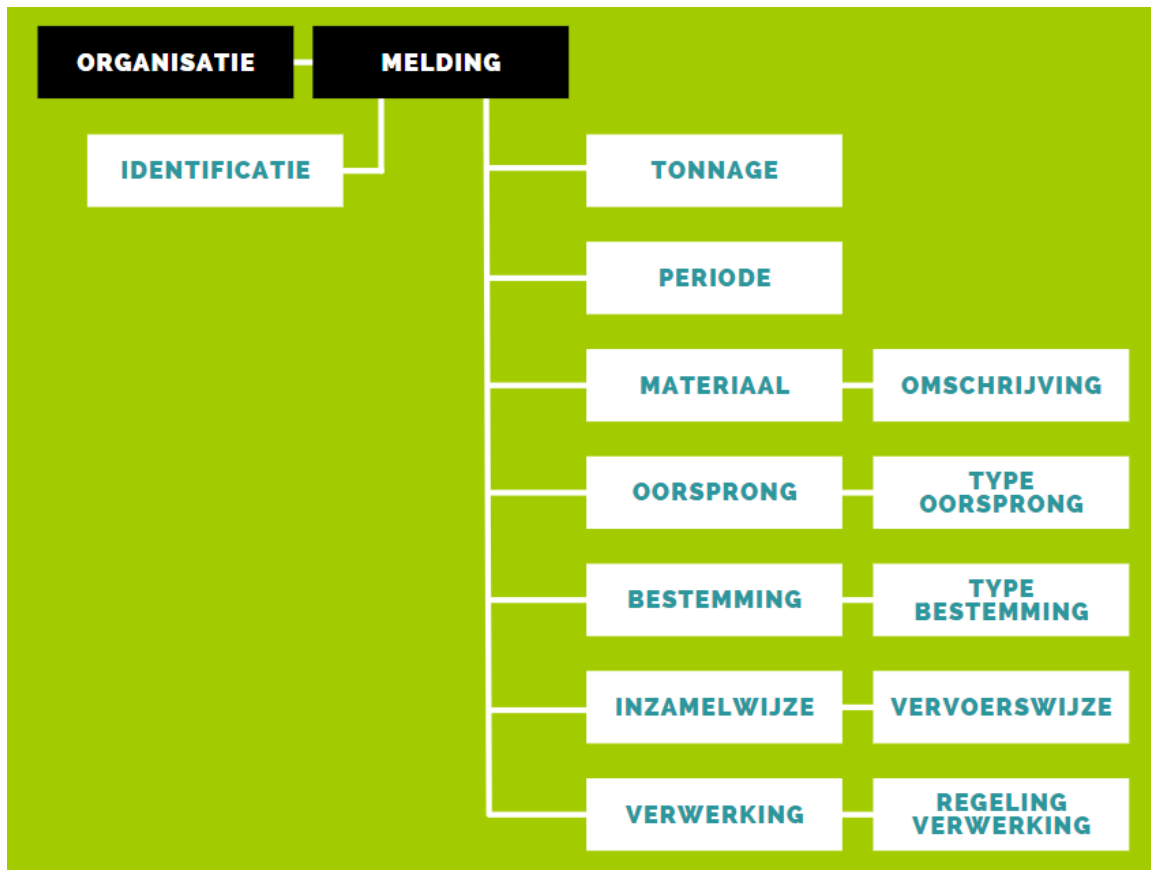 ORGANISATIE
MELDING
IDENTIFICATIE
TONNAGE
PERIODE
MATERIAAL
OMSCHRIJVING
OORSPRONG
TYPE
OORSPRONG
BESTEMMING
TYPE
BESTEMMING
INZAMELWIJZE
VERVOERSWIJZE
VERWERKING
REGELING
VERWERKING